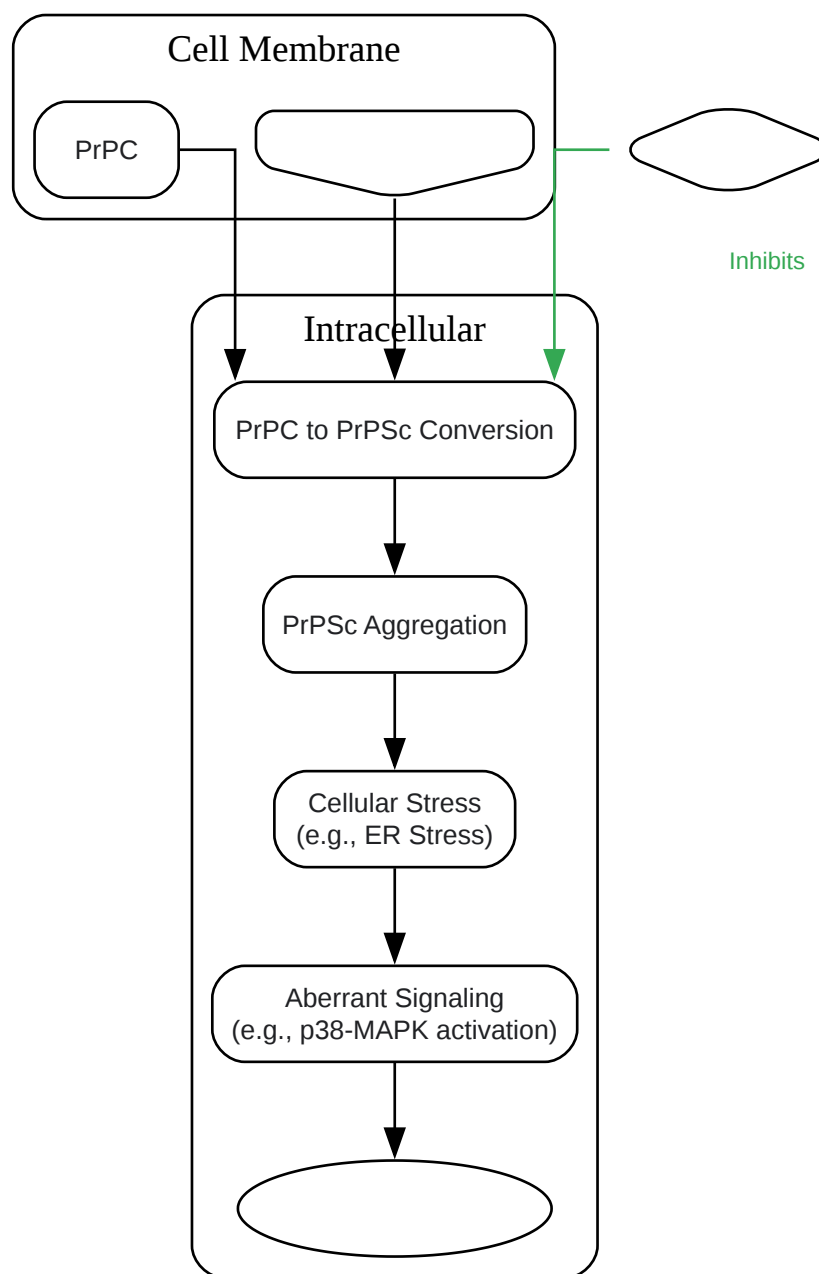 Cell Membrane
PrPC
Inhibits
Intracellular
PrPC to PrPSc Conversion
PrPSc Aggregation
Cellular Stress
(e.g., ER Stress)
Aberrant Signaling
(e.g., p38-MAPK activation)